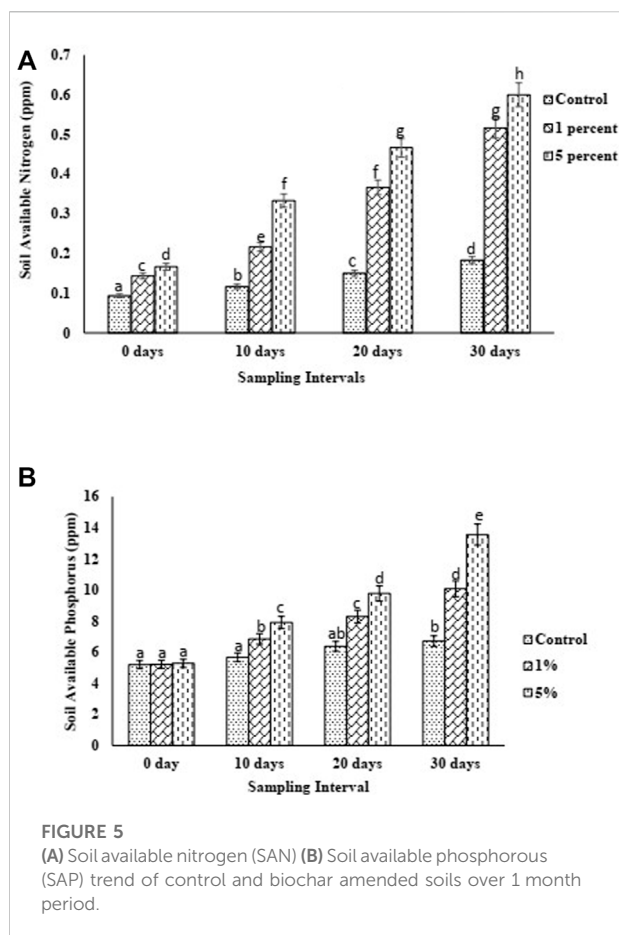 A
0.7
0.6
0.5
0.4
0.3
0.2
0.1
0
Soil Available Nitrogen (ppm)
a c d b e f c f g d g h
0 days 10 days 20 days 30 days
Sampling Intervals
Control
1 percent
5 percent
B
16
14
12
10
8
6
4
2
0
Soil Available Phosphorus (ppm)
a a a a b c ab c d b d e
0 day 10 days 20 days 30 days
Sampling Interval
Control
1%
5%
FIGURE 5
(A) Soil available nitrogen (SAN) (B) Soil available phosphorous
(SAP) trend of control and biochar amended soils over 1 month
period.